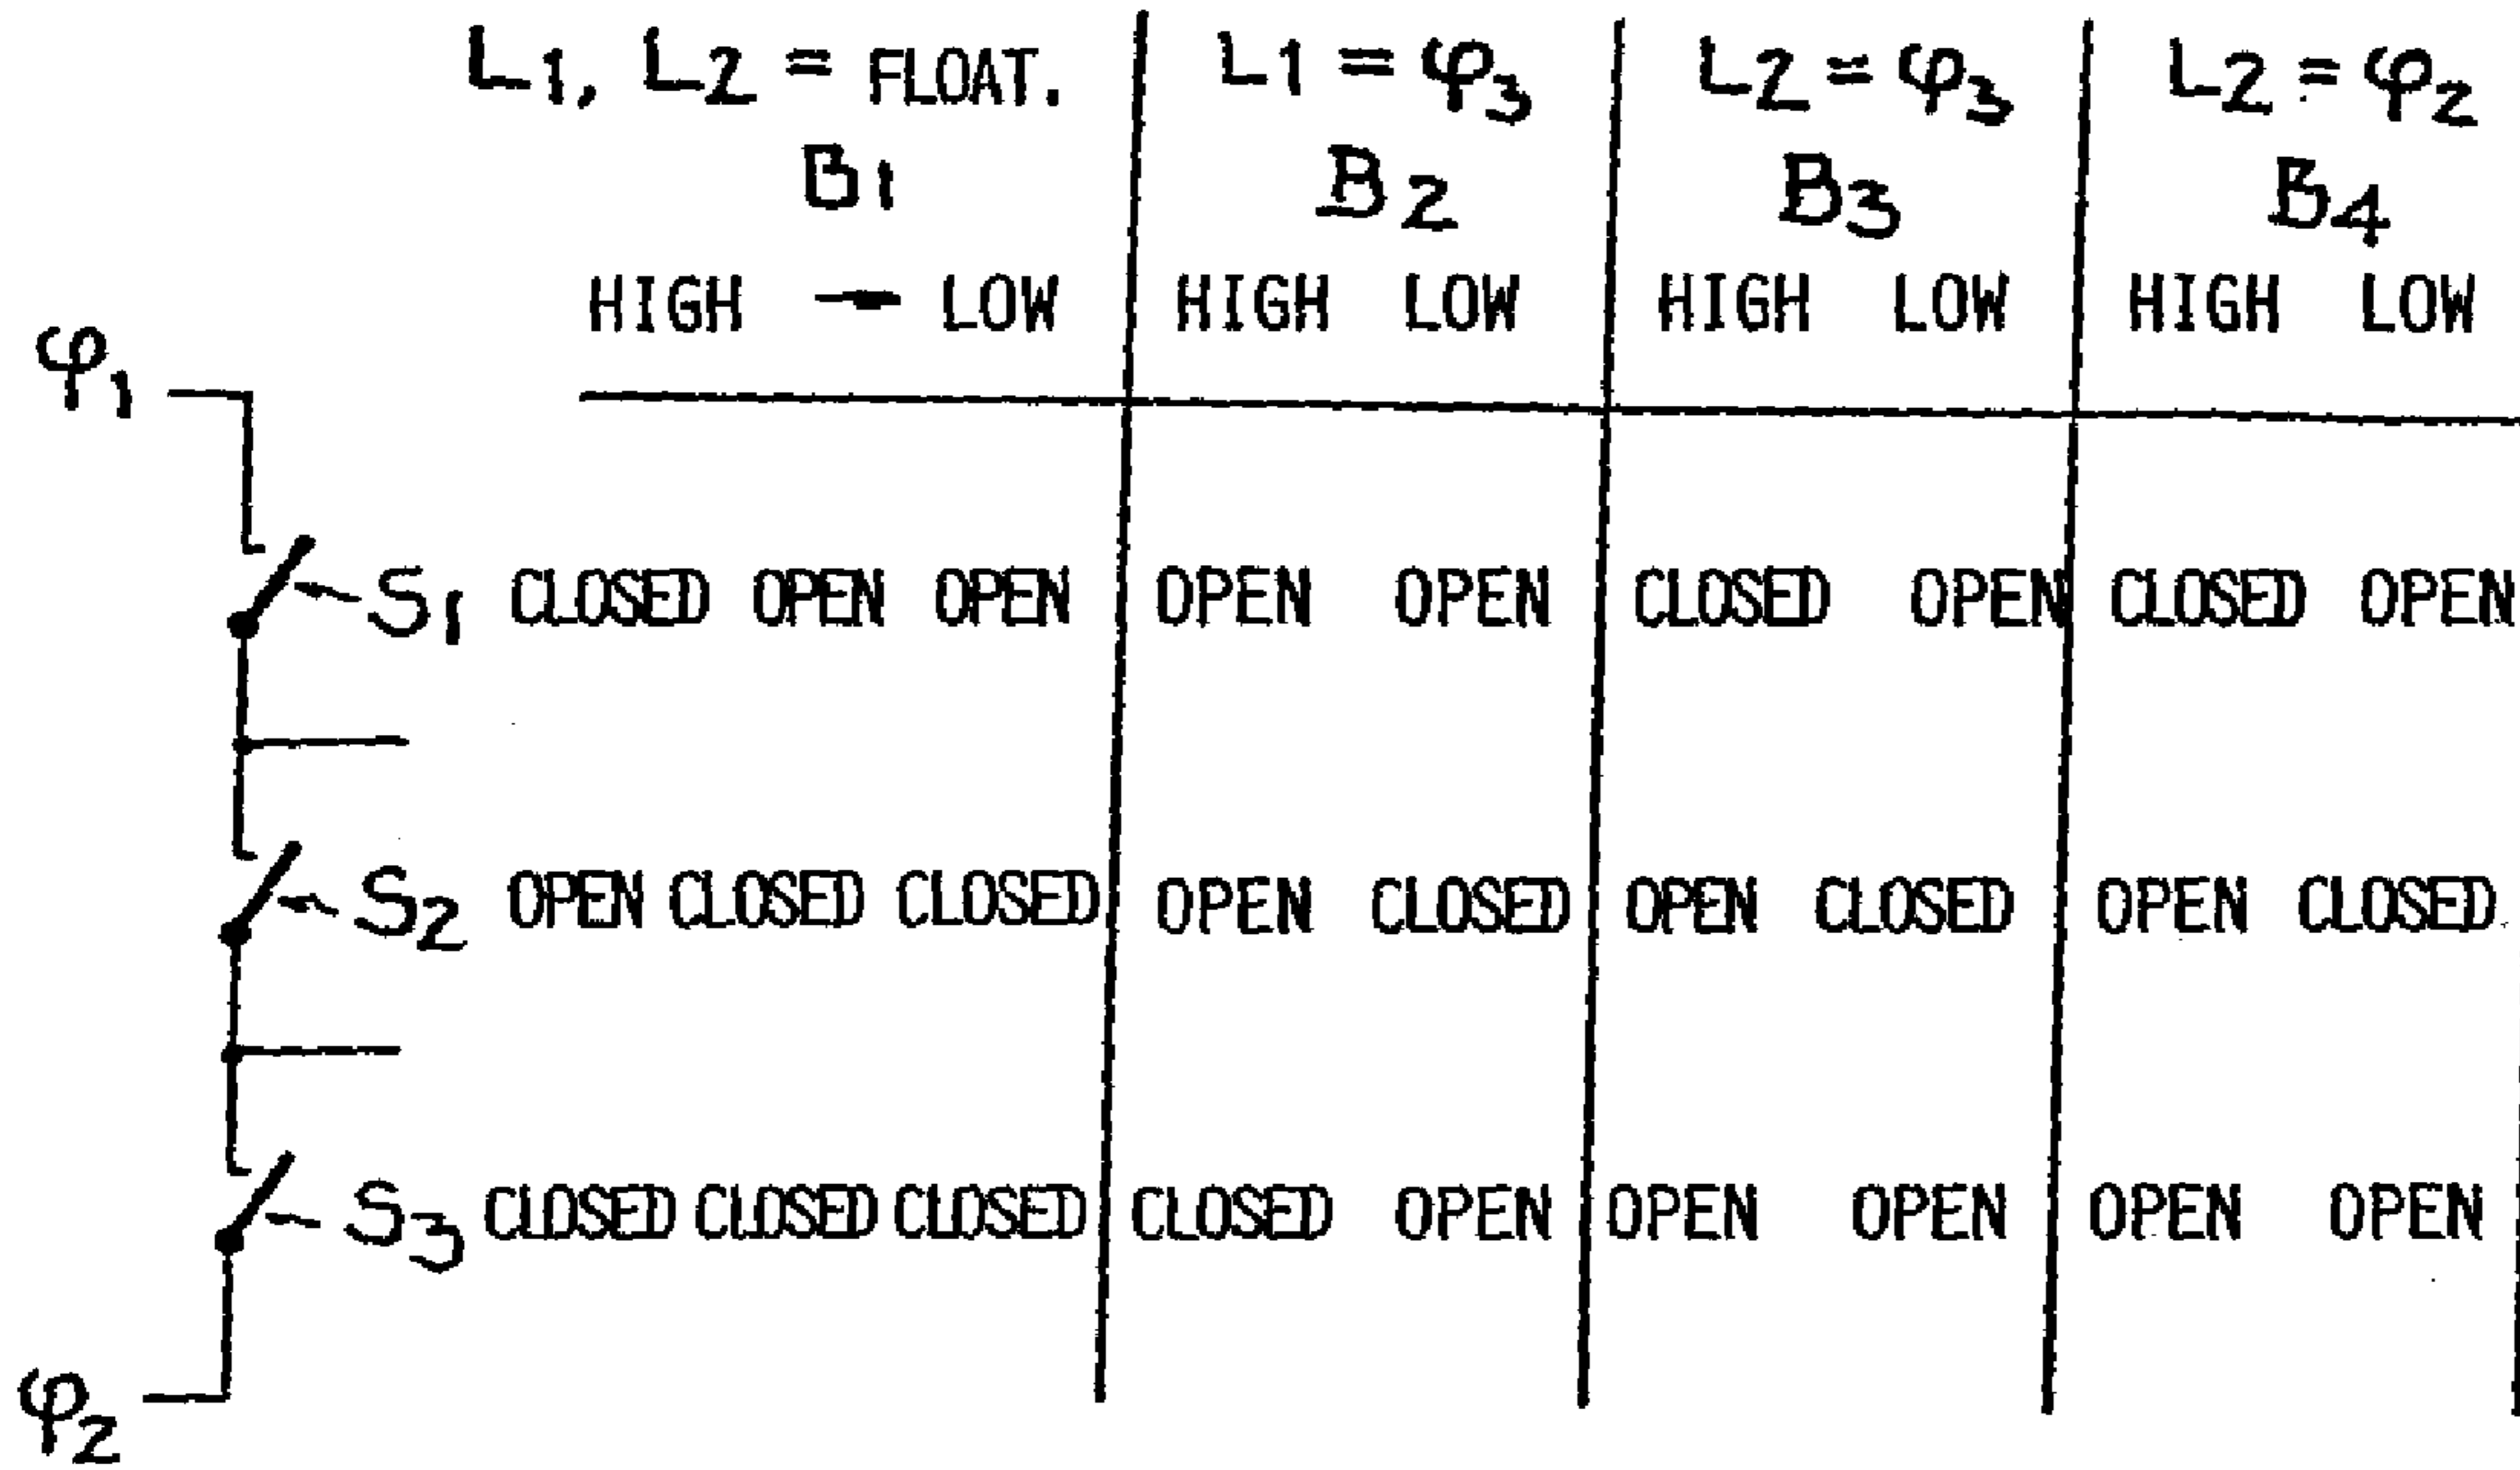 L1, L2 = FLOAT. L1 = φ3 L2 = φ3 L2 = φ2
B1 B2 B3 B4
HIGH - LOW HIGH LOW HIGH LOW HIGH LOW
φ1
S1 CLOSED OPEN OPEN OPEN OPEN CLOSED OPEN CLOSED OPEN
S2 OPEN CLOSED CLOSED OPEN CLOSED OPEN CLOSED OPEN CLOSED
S3 CLOSED CLOSED CLOSED CLOSED OPEN OPEN OPEN OPEN OPEN
φ2